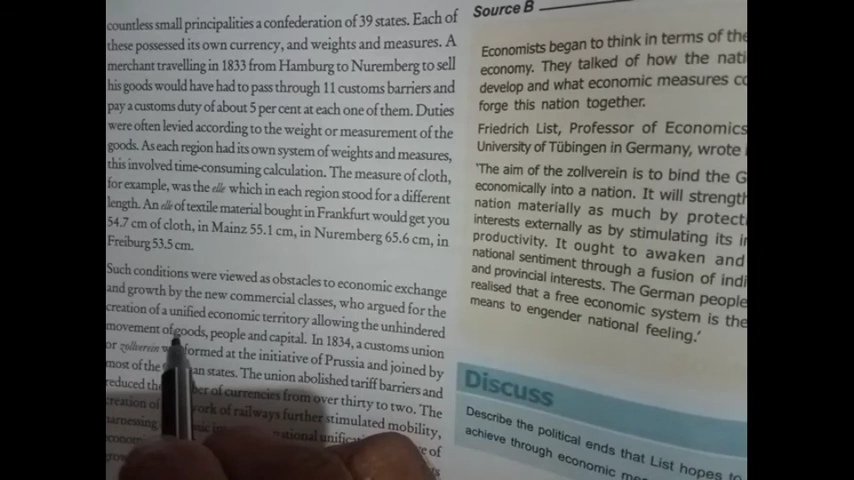 countless small principalities a confederation of 39 states. Each of
these possessed its own currency, and weights and measures. A
merchant travelling in 1833 from Hamburg to Nuremberg to sell
his goods would have had to pass through 11 customs barriers and
pay a customs duty of about 5 per cent at each one of them. Duties
were often levied according to the weight or measurement of the
goods. As each region had its own system of weights and measures,
this involved time-consuming calculation. The measure of cloth,
for example, was the elle which in each region stood for a different
length. An elle of textile material bought in Frankfurt would get you
54.7 cm of cloth, in Mainz 55.1 cm, in Nuremberg 65.6 cm, in
Freiburg 53.5 cm.
Such conditions were viewed as obstacles to economic exchange
and growth by the new commercial classes, who argued for the
creation of a unified economic territory allowing the unhindered
movement of goods, people and capital. In 1834, a customs union
or zollverein formed at the initiative of Prussia and joined by
most of the states. The union abolished tariff barriers and
reduced the of currencies from over thirty to two. The
creation of of railways further stimulated mobility,
harnessing national
of
Source B
Economists began to think in terms of the
economy. They talked of how the nati
develop and what economic measures co
forge this nation together.
Friedrich List, Professor of Economics
University of Tübingen in Germany, wrote
'The aim of the zollverein is to bind the G
economically into a nation. It will strength
nation materially as much by protect
interests externally as by stimulating its i
productivity. It ought to awaken and
national sentiment through a fusion of indi
and provincial interests. The German people
realised that a free economic system is the
means to engender national feeling.'
Discuss
Describe the political ends that List hopes to
achieve through economic